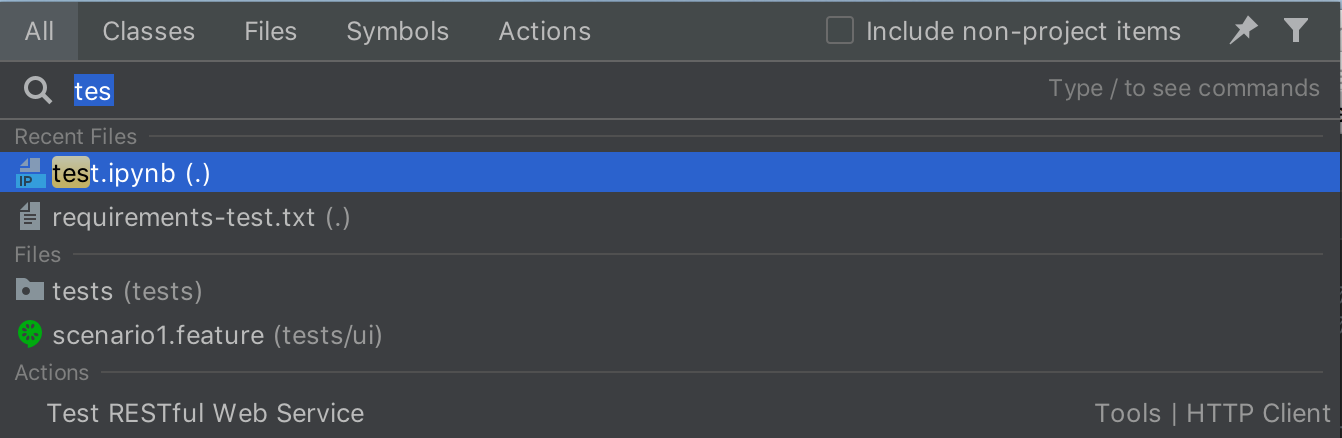 All Classes Files Symbols Actions Include non-project items
tes Type / to see commands
Recent Files
IP test.ipynb (.)
requirements-test.txt (.)
Files
tests (tests)
scenario1.feature (tests/ui)
Actions
Test RESTful Web Service Tools | HTTP Client